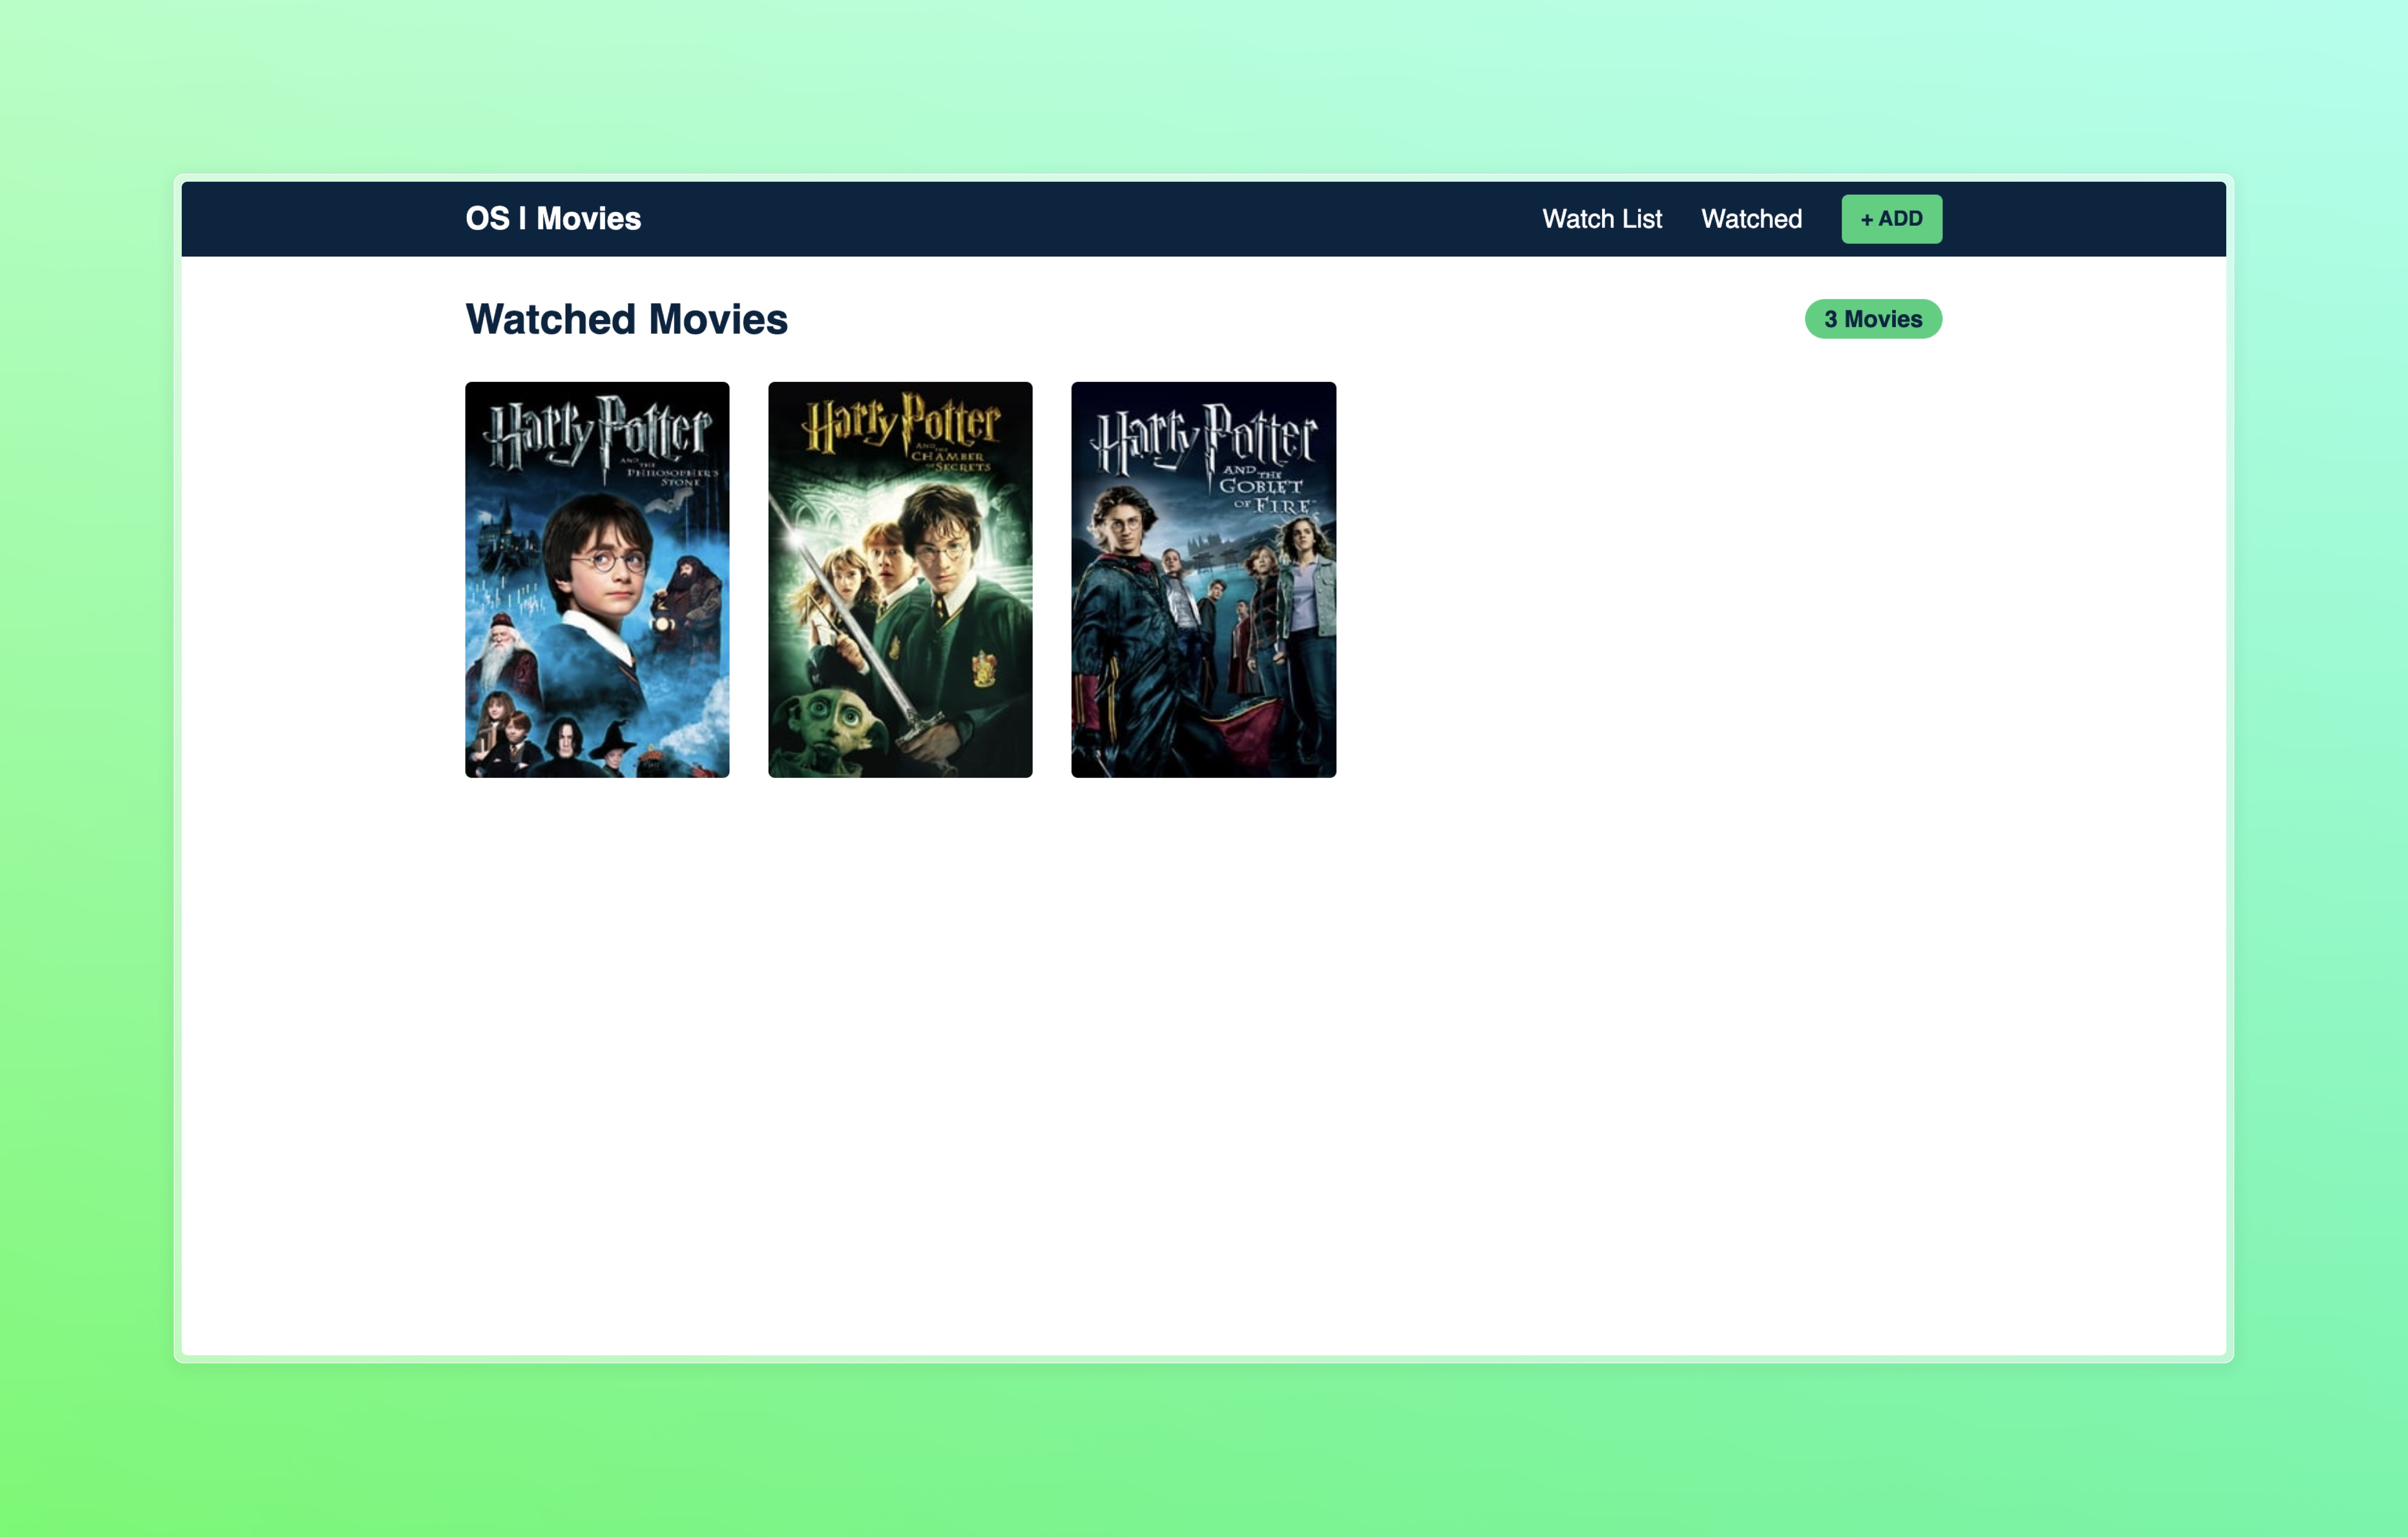 OS | Movies
Watch List
Watched
+ ADD
Watched Movies
3 Movies
Harry Potter
AND THE
PHILOSOPHER'S
STONE
Harry Potter
AND THE
CHAMBER
OF SECRETS
Harry Potter
AND THE
GOBLET
OF FIRE